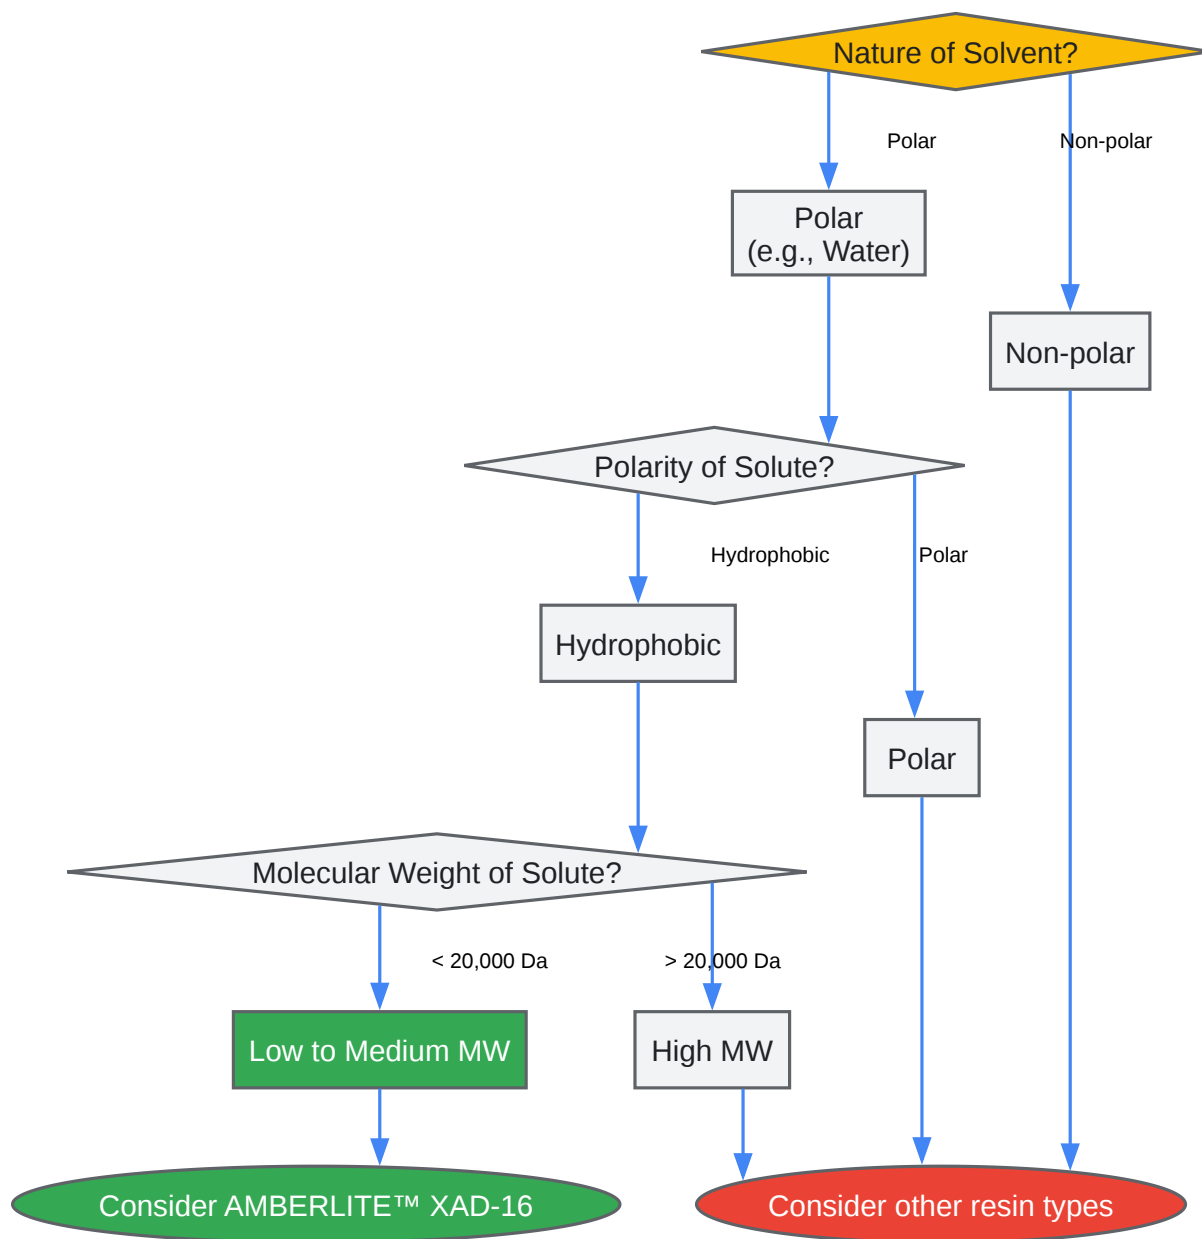 Nature of Solvent?
Polar
Non-polar
Polar
(e.g., Water)
Non-polar
Polarity of Solute?
Hydrophobic
Polar
Hydrophobic
Polar
Molecular Weight of Solute?
< 20,000 Da
> 20,000 Da
Low to Medium MW
High MW
Consider AMBERLITE™ XAD-16
Consider other resin types